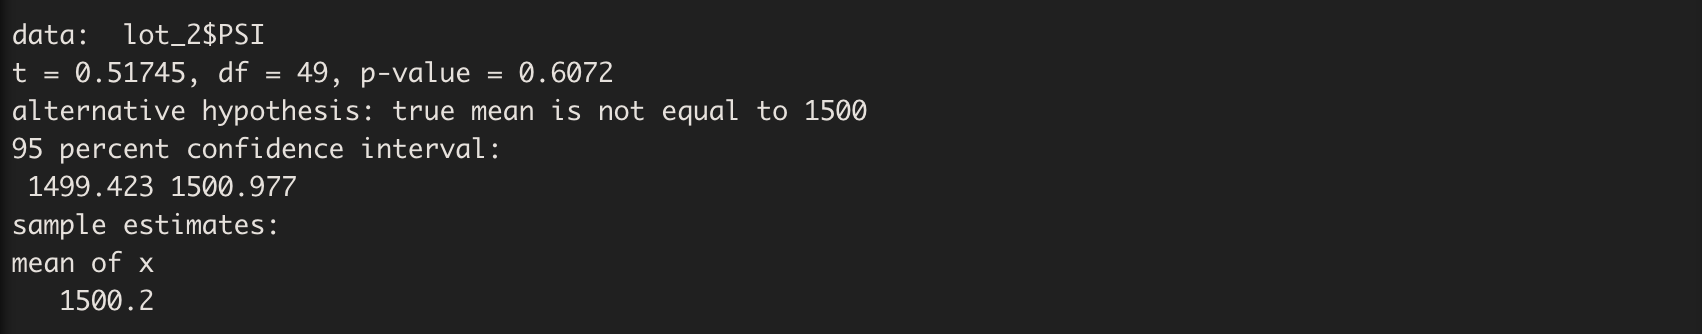 data:  lot_2$PSI
t = 0.51745, df = 49, p-value = 0.6072
alternative hypothesis: true mean is not equal to 1500
95 percent confidence interval:
 1499.423 1500.977
sample estimates:
mean of x
   1500.2